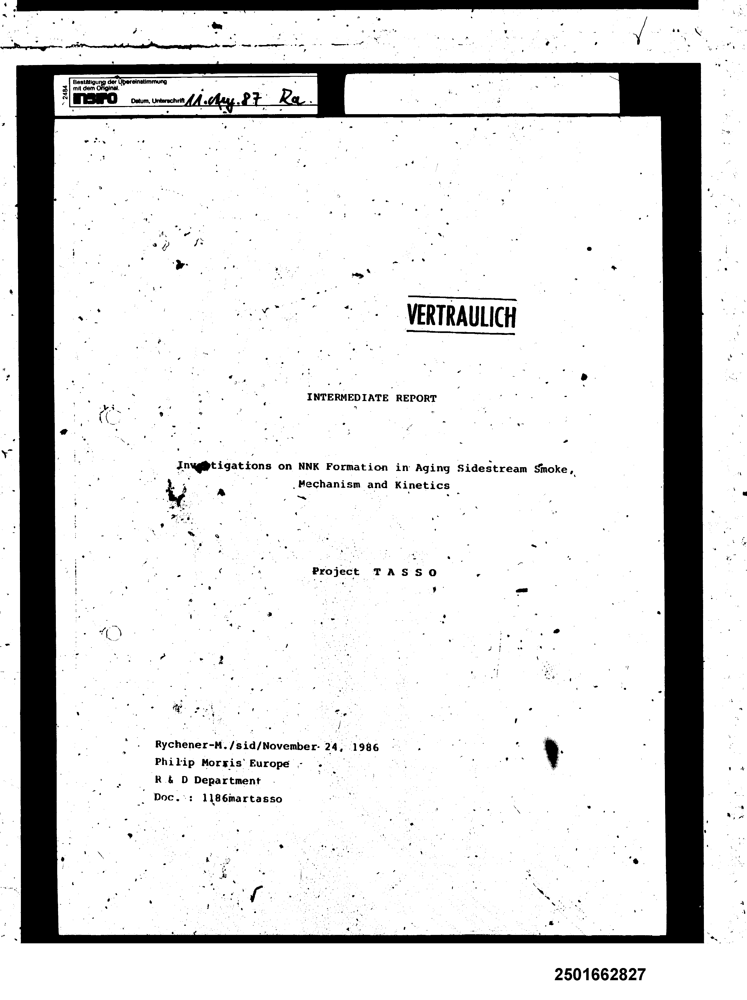 Bestätigung der Übereinstimmung
mit dem Original
2484
INBIFO Datum, Unterschrift 11. Aug. 87 Ra.
VERTRAULICH
INTERMEDIATE REPORT
Investigations on NNK Formation in Aging Sidestream Smoke,
Mechanism and Kinetics
Project T A S S O
Rychener-M./sid/November 24, 1986
Philip Morris Europe
R & D Department
Doc. : 1186martasso
2501662827